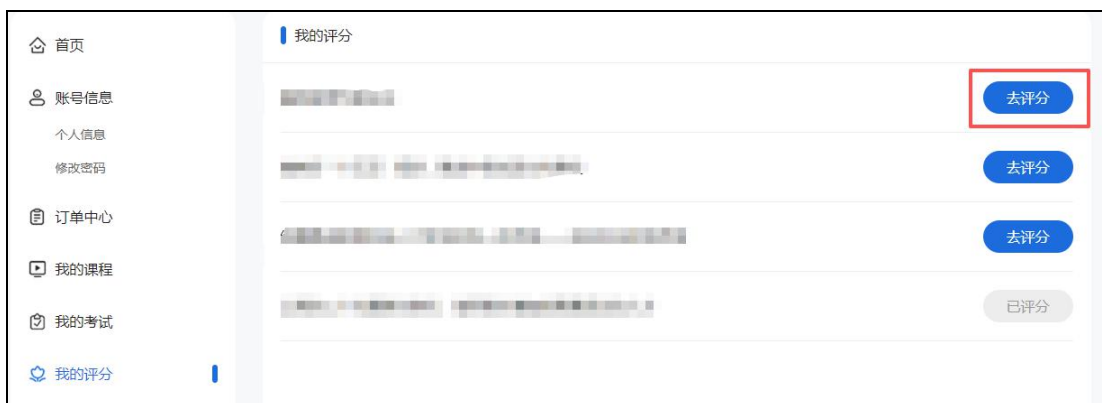 首页
账号信息
个人信息
修改密码
订单中心
我的课程
我的考试
我的评分
我的评分
去评分
去评分
去评分
已评分